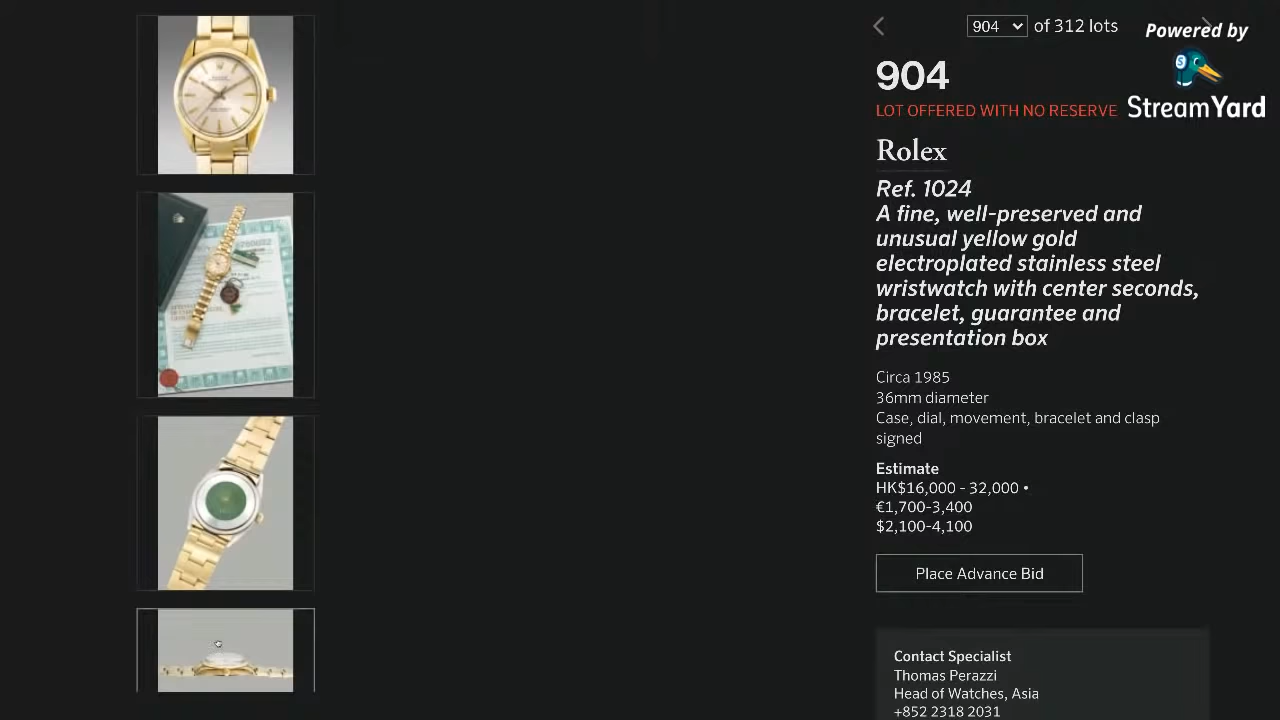 904 of 312 lots
Powered by
StreamYard
904
LOT OFFERED WITH NO RESERVE
Rolex
Ref. 1024
A fine, well-preserved and
unusual yellow gold
electroplated stainless steel
wristwatch with center seconds,
bracelet, guarantee and
presentation box
Circa 1985
36mm diameter
Case, dial, movement, bracelet and clasp
signed
Estimate
HK$16,000 - 32,000 •
€1,700-3,400
$2,100-4,100
Place Advance Bid
Contact Specialist
Thomas Perazzi
Head of Watches, Asia
+852 2318 2031